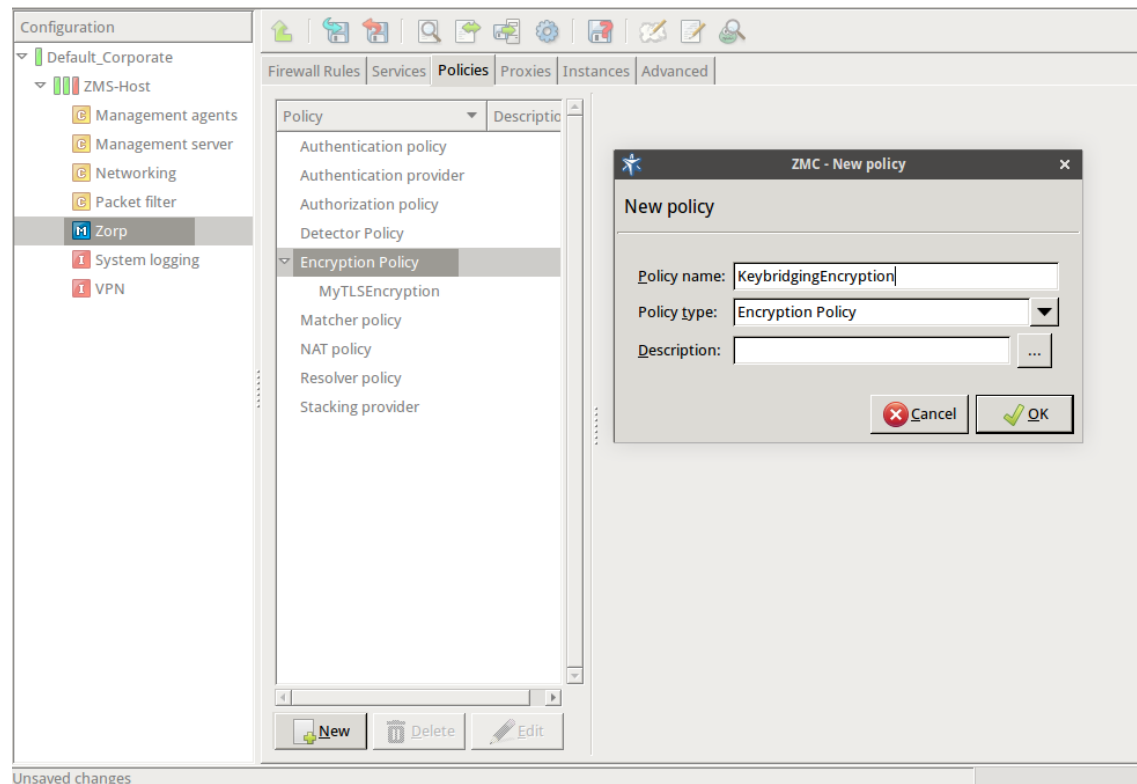 Configuration
Default_Corporate
ZMS-Host
Management agents
Management server
Networking
Packet filter
Zorp
System logging
VPN
Firewall Rules Services Policies Proxies Instances Advanced
Policy Descriptio
Authentication policy
Authentication provider
Authorization policy
Detector Policy
Encryption Policy
MyTLSEncryption
Matcher policy
NAT policy
Resolver policy
Stacking provider
New Delete Edit
ZMC - New policy
New policy
Policy name: KeybridgingEncryption
Policy type: Encryption Policy
Description: ...
Cancel OK
Unsaved changes